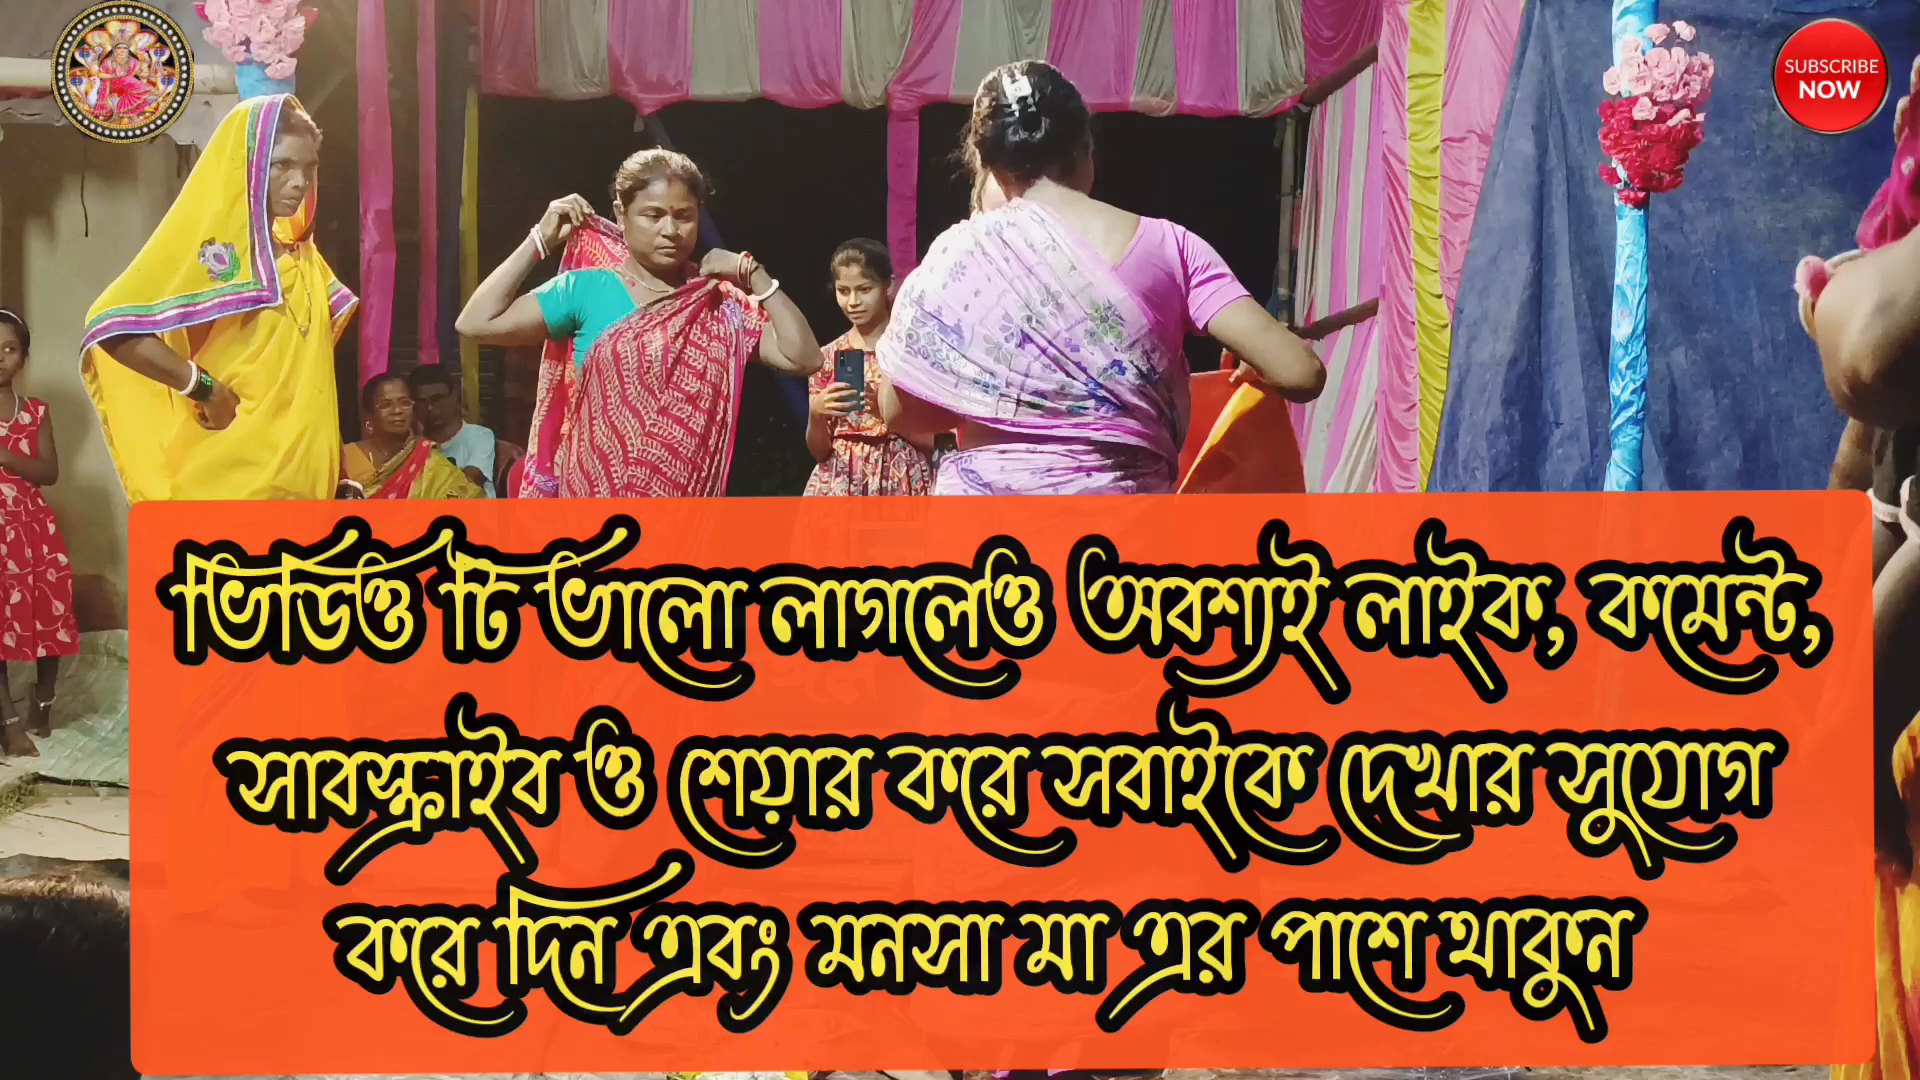 SUBSCRIBE
NOW
ভিডিও টি ভালো লাগলেও অবশ্যই লাইক, কমেন্ট,
সাবস্ক্রাইব ও শেয়ার করে সবাইকে দেখার সুযোগ
করে দিন এবং মনসা মা এর পাশে থাকুন